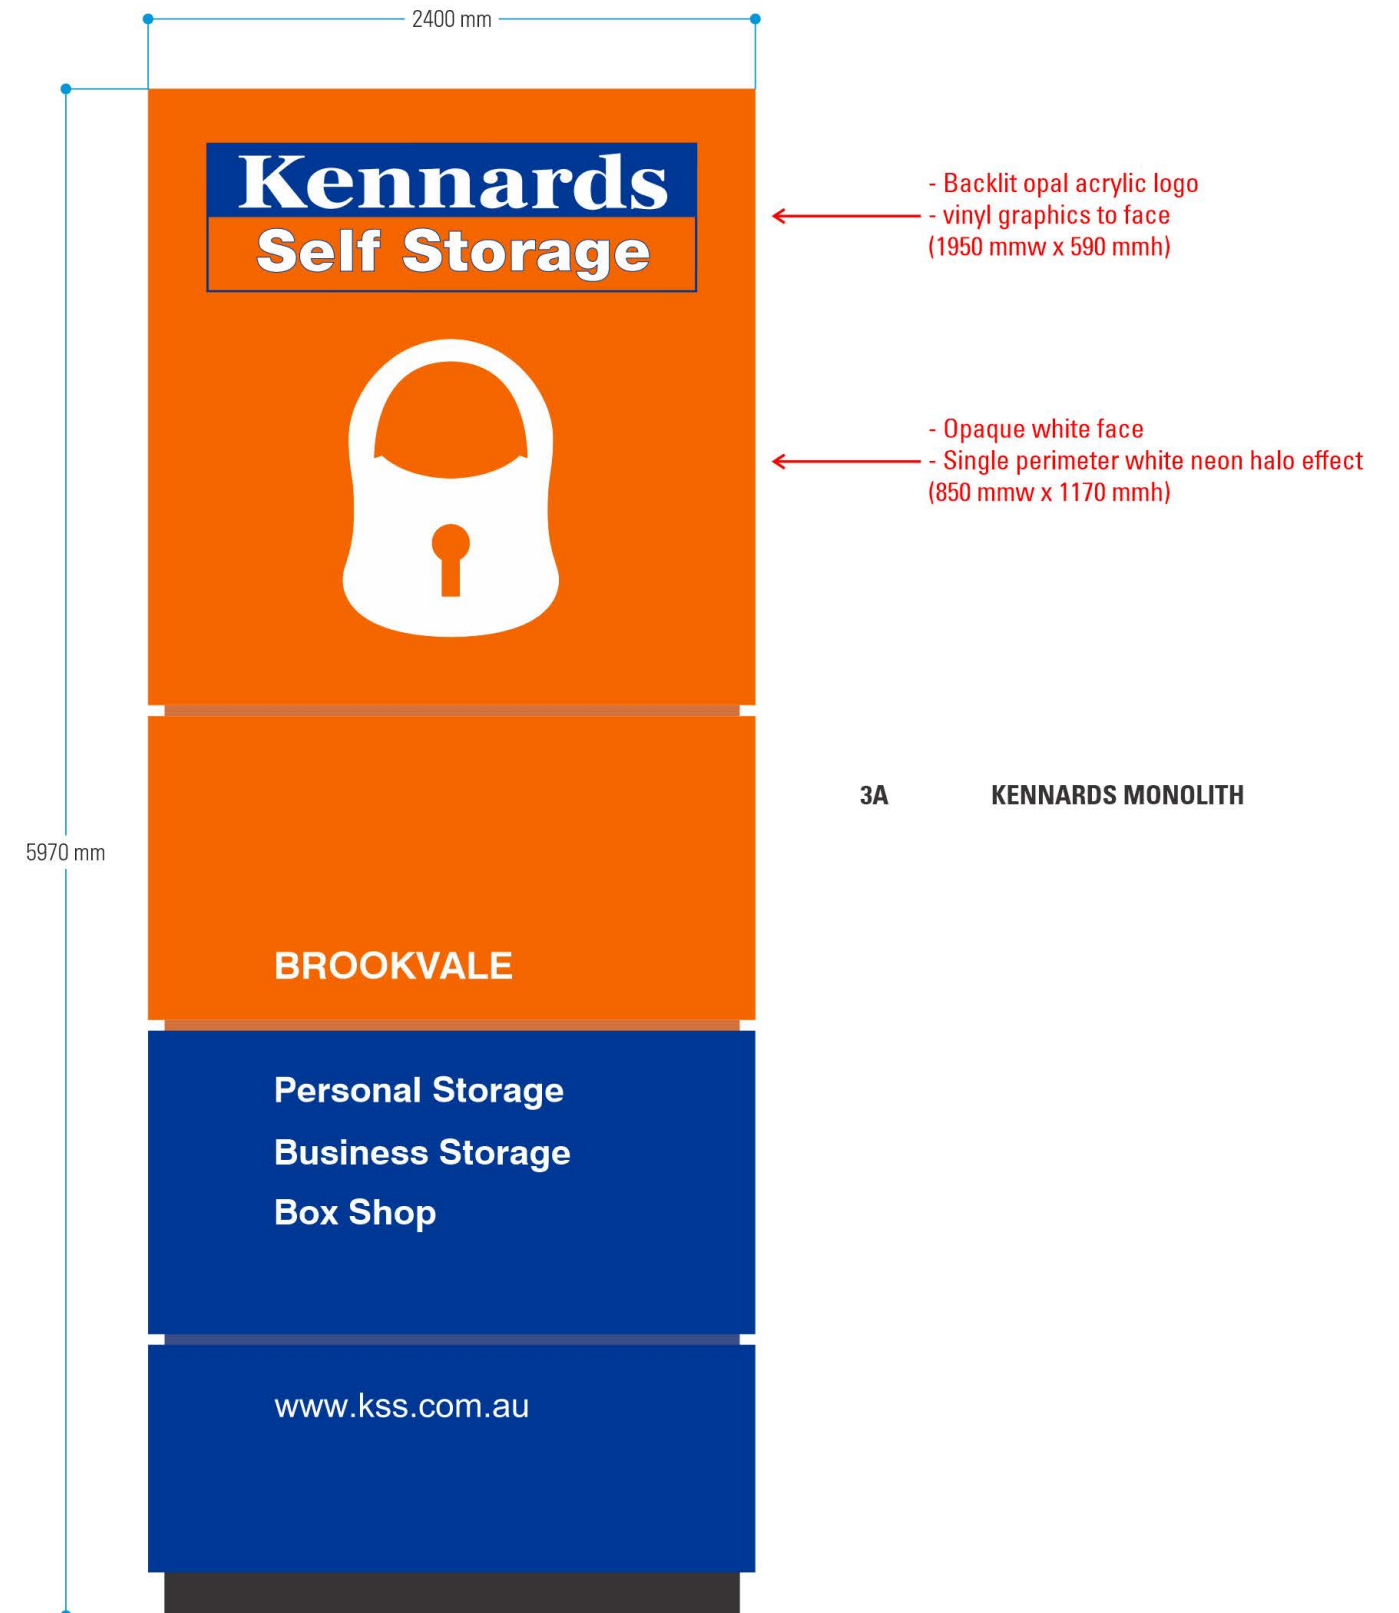 2400 mm
Kennards
Self Storage
- Backlit opal acrylic logo
- vinyl graphics to face
(1950 mmw x 590 mmh)
- Opaque white face
- Single perimeter white neon halo effect
(850 mmw x 1170 mmh)
3A KENNARDS MONOLITH
5970 mm
BROOKVALE
Personal Storage
Business Storage
Box Shop
www.kss.com.au